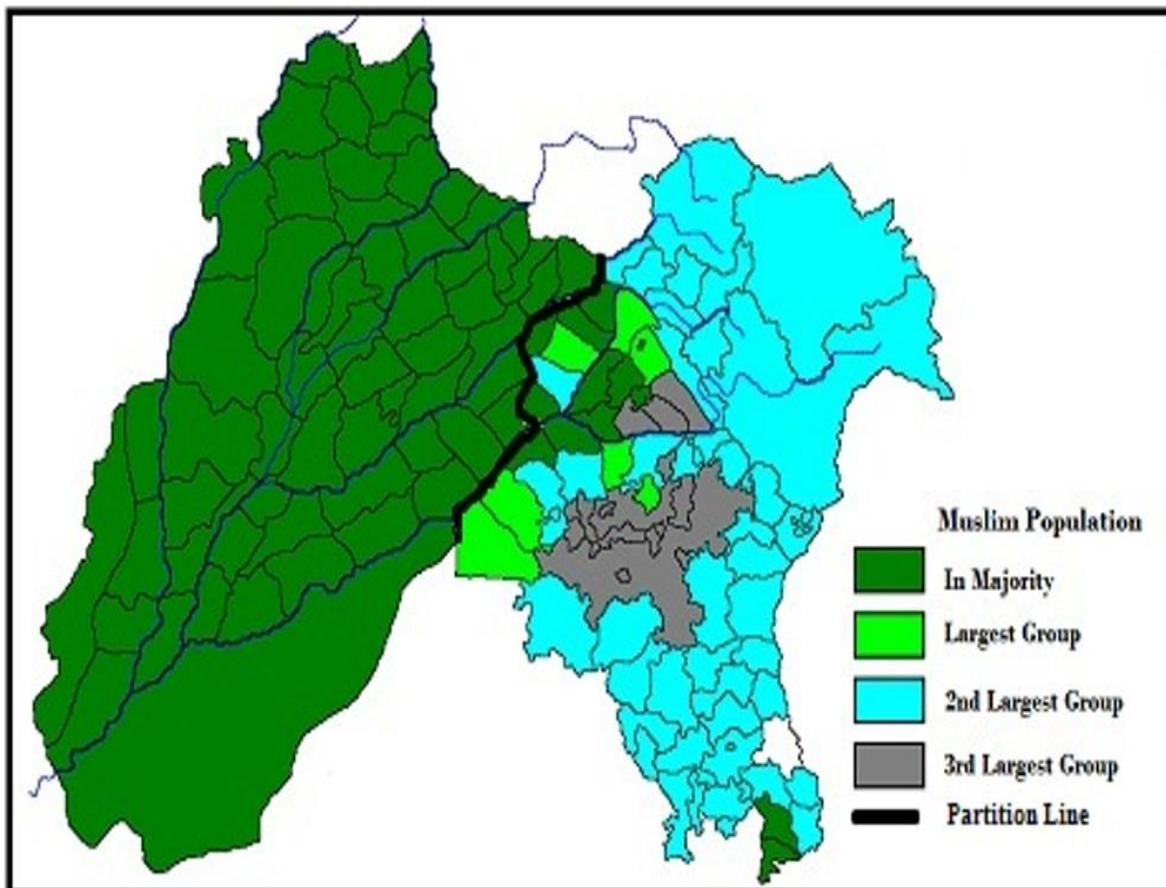 Muslim Population
In Majority
Largest Group
2nd Largest Group
3rd Largest Group
Partition Line